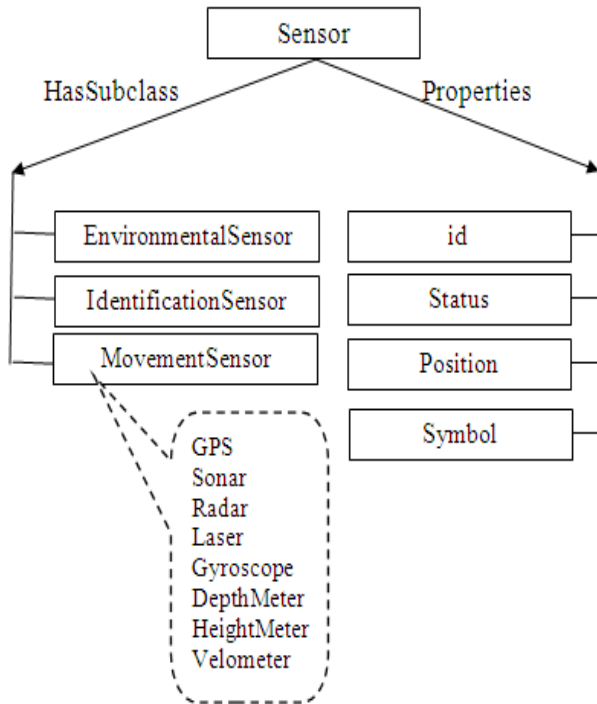 Sensor
HasSubclass
Properties
EnvironmentalSensor
id
IdentificationSensor
Status
MovementSensor
Position
Symbol
GPS
Sonar
Radar
Laser
Gyroscope
DepthMeter
HeightMeter
Velometer